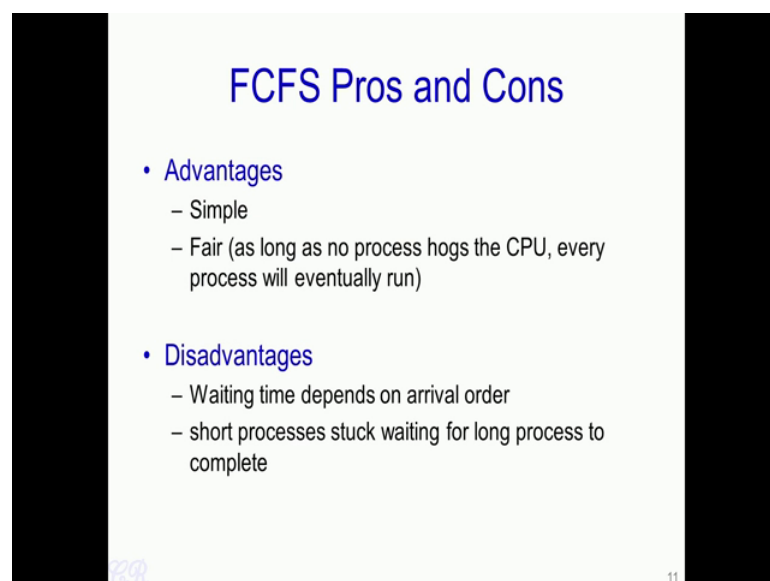 FCFS Pros and Cons
• Advantages
– Simple
– Fair (as long as no process hogs the CPU, every
process will eventually run)
• Disadvantages
– Waiting time depends on arrival order
– short processes stuck waiting for long process to
complete
11